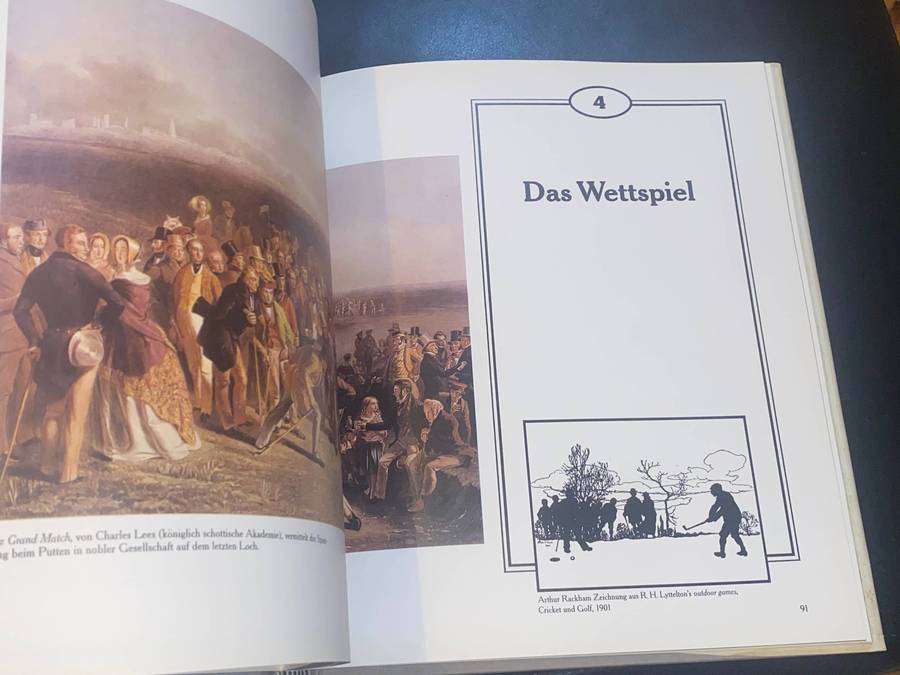 Grand Match, von Charles Lees (königlich schottische Akademie), vermittelt die
beim Putten in nobler Gesellschaft auf dem letzten Loch.
4
Das Wettspiel
Arthur Rackham Zeichnung aus R. H. Lyttelton's outdoor games,
Cricket und Golf, 1901
91